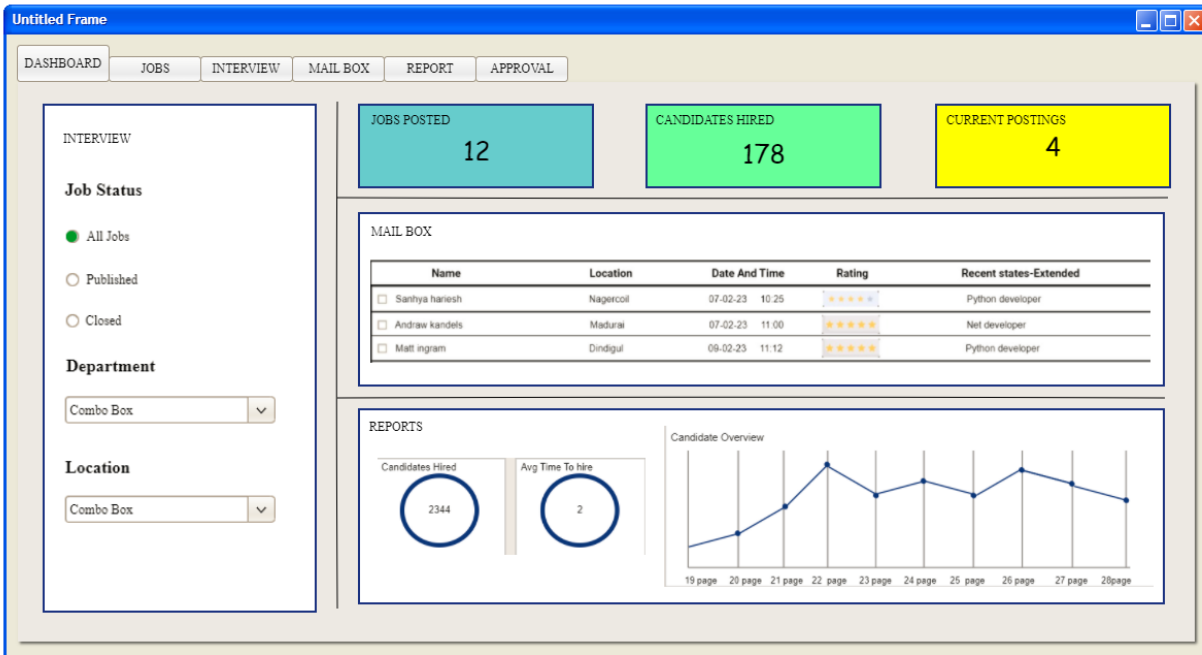 Untitled Frame
DASHBOARD JOBS INTERVIEW MAIL BOX REPORT APPROVAL
INTERVIEW
Job Status
All Jobs
Published
Closed
Department
Combo Box
Location
Combo Box
JOBS POSTED
12
CANDIDATES HIRED
178
CURRENT POSTINGS
4
MAIL BOX
Name Location Date And Time Rating Recent states-Extended
Sanhya hariesh Nagercoil 07-02-23 10.25 Python developer
Andraw kandels Madurai 07-02-23 11:00 Net developer
Matt ingram Dindigul 09-02-23 11:12 Python developer
REPORTS
Candidates Hired
2344
Avg Time To hire
2
Candidate Overview
19 page 20 page 21 page 22 page 23 page 24 page 25 page 26 page 27 page 28page